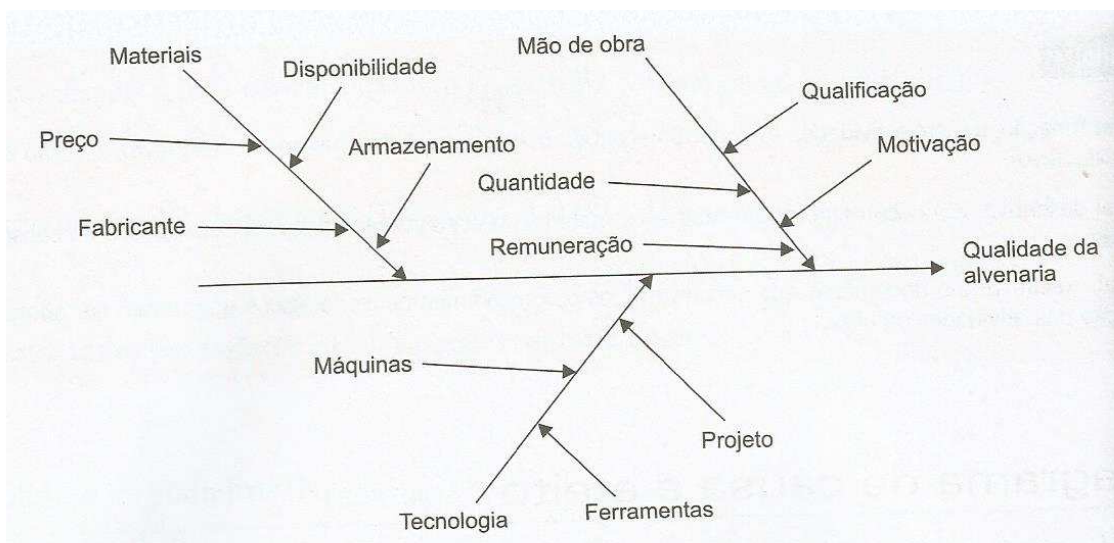 Materiais
Disponibilidade
Preço
Armazenamento
Fabricante
Mão de obra
Qualificação
Motivação
Quantidade
Remuneração
Qualidade da
alvenaria
Máquinas
Projeto
Tecnologia
Ferramentas